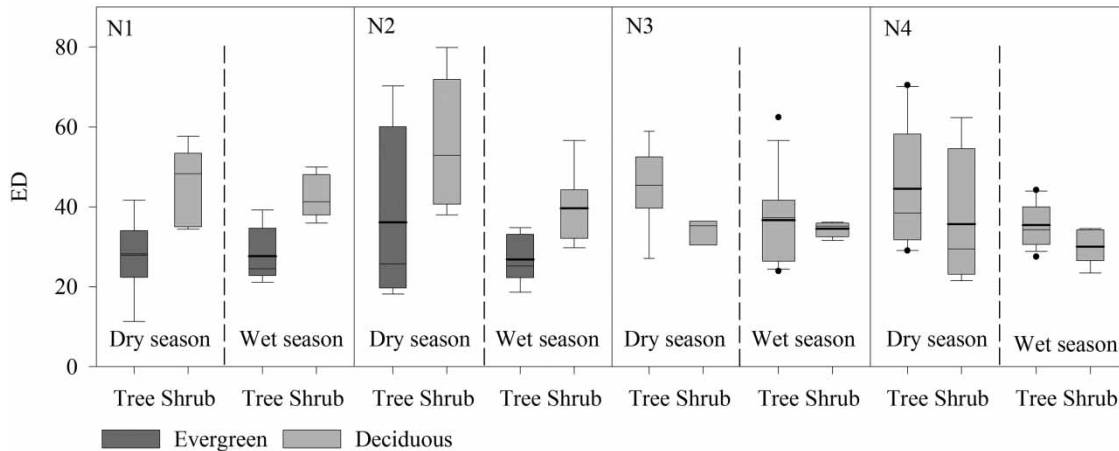 N1 N2 N3 N4
80
60
40
20
0
ED
Dry season Wet season Dry season Wet season Dry season Wet season Dry season Wet season
Tree Shrub Tree Shrub Tree Shrub Tree Shrub Tree Shrub Tree Shrub Tree Shrub Tree Shrub
Evergreen Deciduous